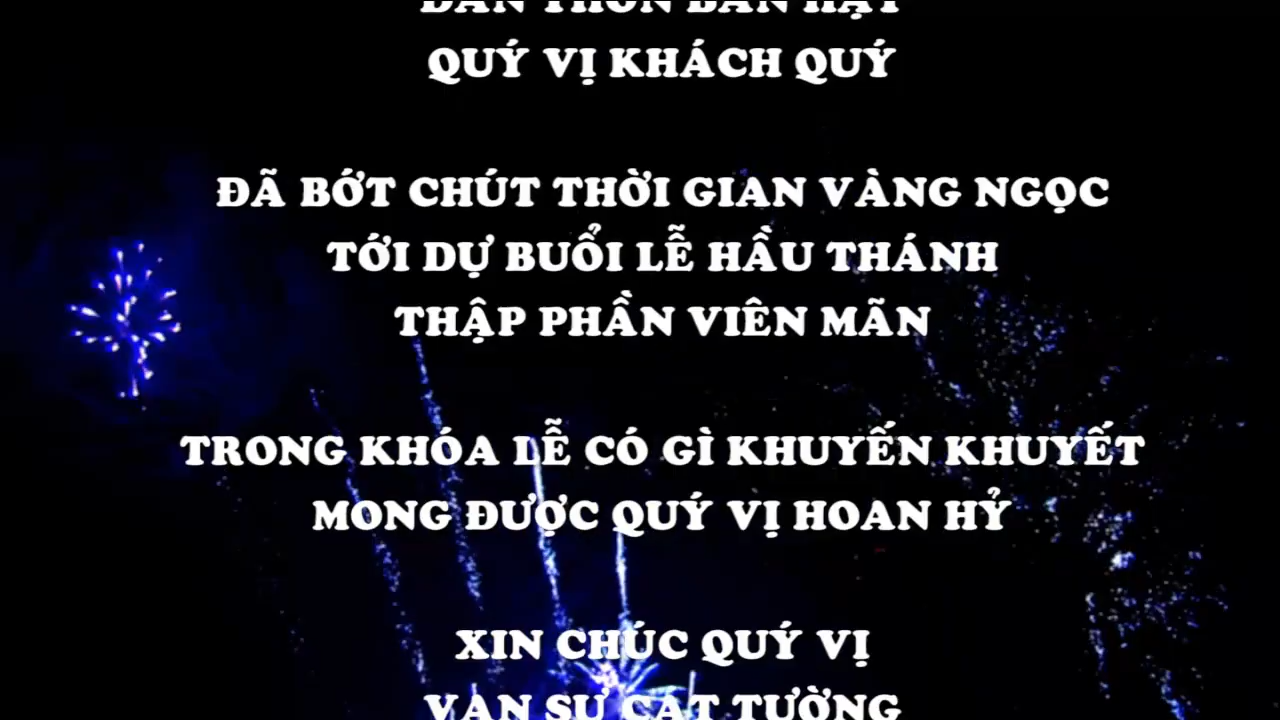 QUÝ VỊ KHÁCH QUÝ
ĐÃ BỚT CHÚT THỜI GIAN VÀNG NGỌC
TỚI DỰ BUỔI LỄ HẦU THÁNH
THẬP PHẦN VIÊN MÃN
TRONG KHÓA LỄ CÓ GÌ KHUYẾN KHUYẾT
MONG ĐƯỢC QUÝ VỊ HOAN HỶ
XIN CHÚC QUÝ VỊ
VẠN SỰ CÁT TƯỜNG